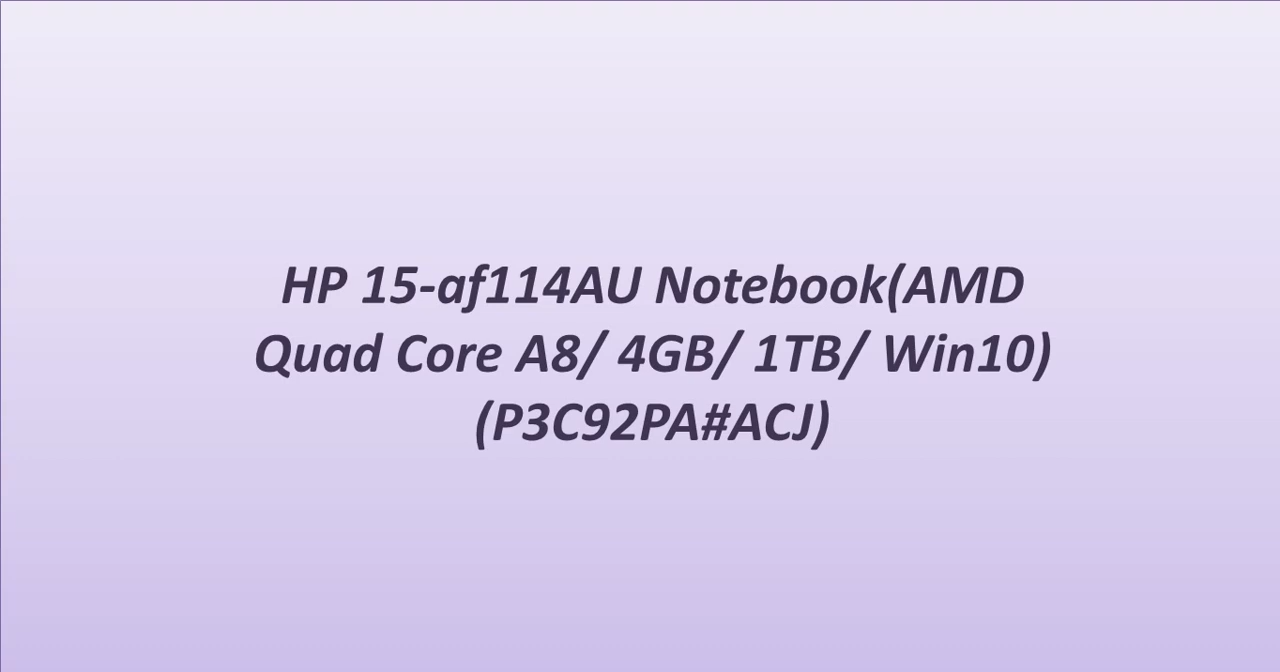 HP 15-af114AU Notebook(AMD
Quad Core A8/ 4GB/ 1TB/ Win10)
(P3C92PA#ACJ)